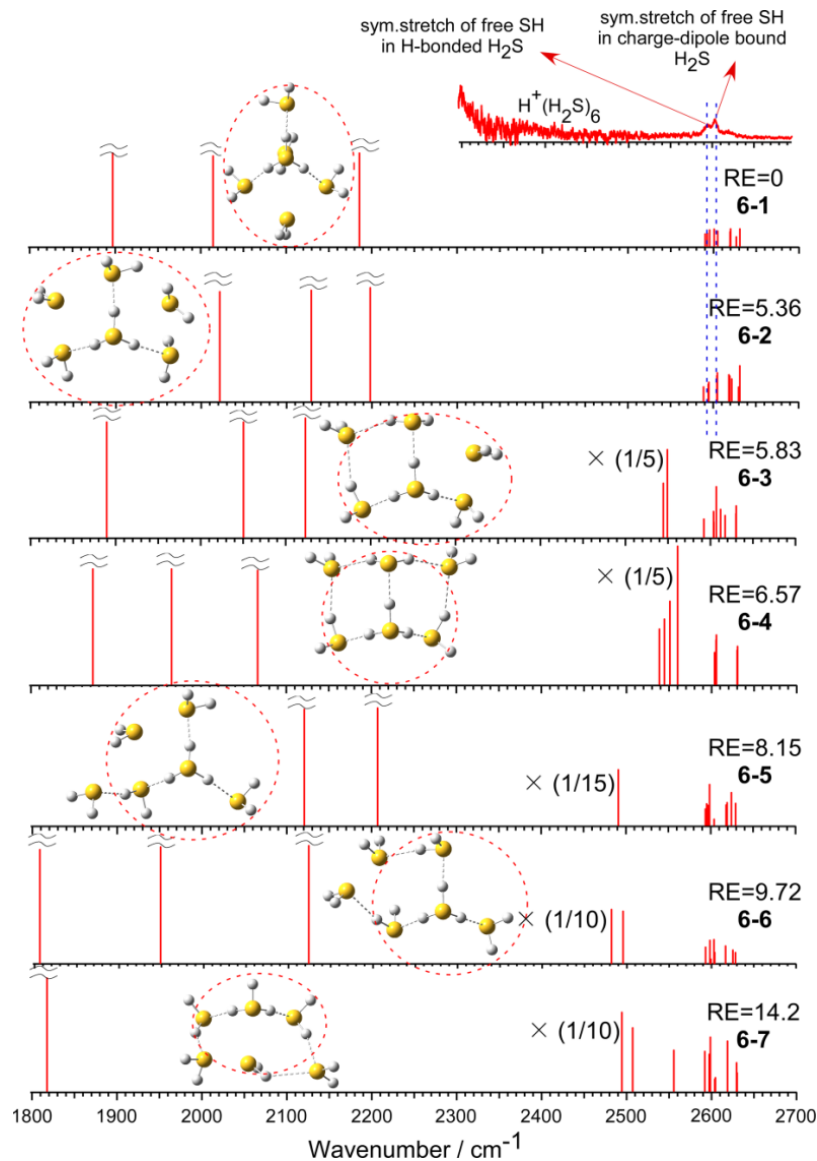 sym.stretch of free SH
in H-bonded H2S
sym.stretch of free SH
in charge-dipole bound
H2S
H+(H2S)6
RE=0
6-1
RE=5.36
6-2
× (1/5)
RE=5.83
6-3
× (1/5)
RE=6.57
6-4
× (1/15)
RE=8.15
6-5
× (1/10)
RE=9.72
6-6
× (1/10)
RE=14.2
6-7
1800 1900 2000 2100 2200 2300 2400 2500 2600 2700
Wavenumber / cm-1